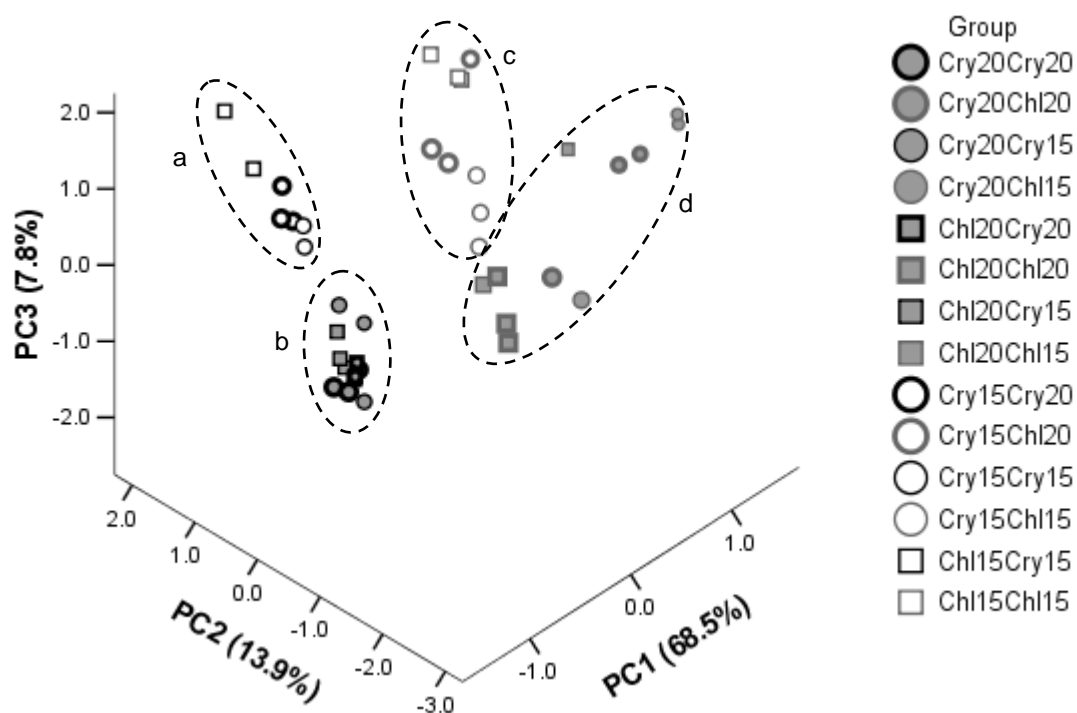 Group
Cry20Cry20
Cry20Chl20
Cry20Cry15
Cry20Chl15
Chl20Cry20
Chl20Chl20
Chl20Cry15
Chl20Chl15
Cry15Cry20
Cry15Chl20
Cry15Cry15
Cry15Chl15
Chl15Cry15
Chl15Chl15
a
b
c
d
PC3 (7.8%)
2.0
1.0
0.0
-1.0
-2.0
PC2 (13.9%)
2.0
1.0
0.0
-1.0
-2.0
-3.0
PC1 (68.5%)
-1.0
0.0
1.0